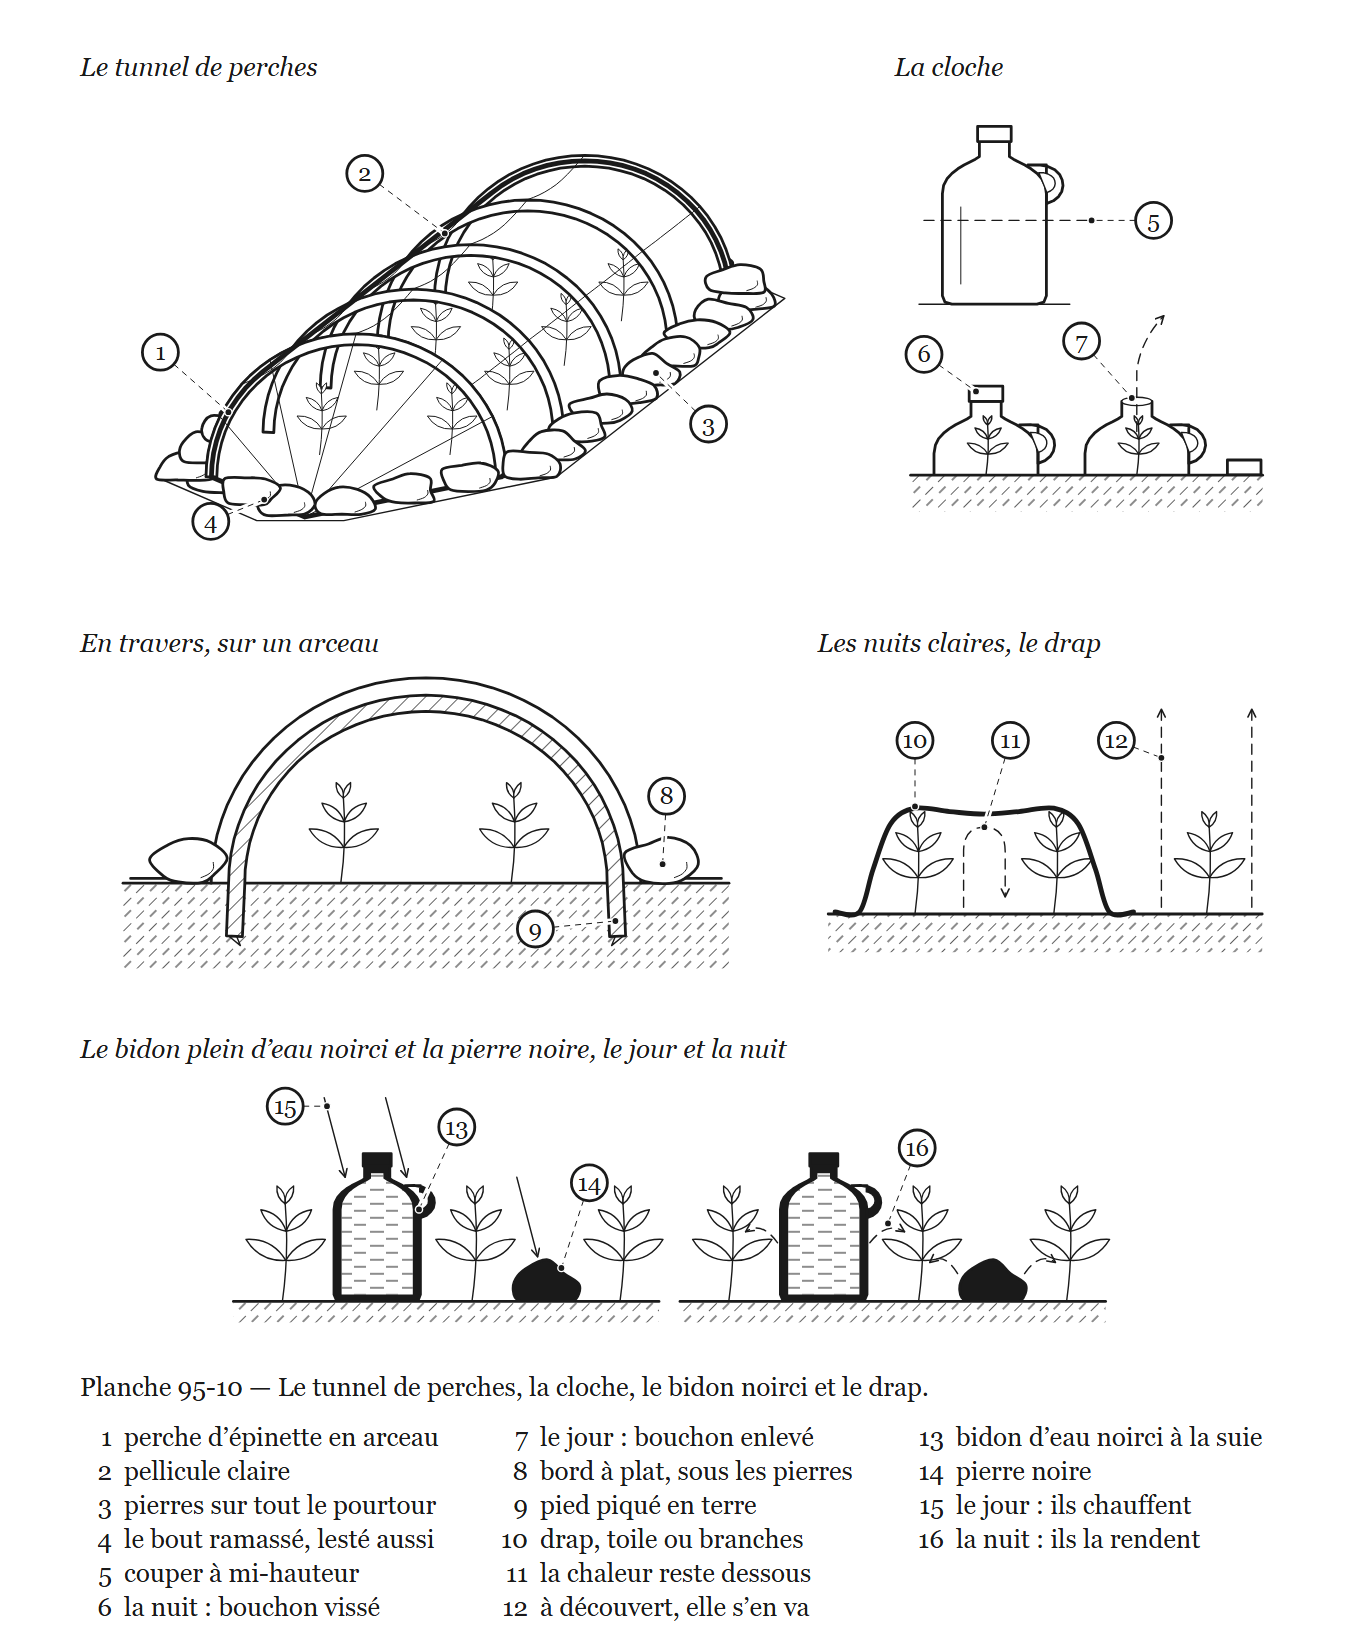 Le tunnel de perches
La cloche
2
5
1
6
7
3
4
En travers, sur un arceau
Les nuits claires, le drap
10
11
12
8
9
Le bidon plein d’eau noirci et la pierre noire, le jour et la nuit
15
13
16
14
Planche 95-10 — Le tunnel de perches, la cloche, le bidon noirci et le drap.
1 perche d’épinette en arceau
2 pellicule claire
3 pierres sur tout le pourtour
4 le bout ramassé, lesté aussi
5 couper à mi-hauteur
6 la nuit : bouchon vissé
7 le jour : bouchon enlevé
8 bord à plat, sous les pierres
9 pied piqué en terre
10 drap, toile ou branches
11 la chaleur reste dessous
12 à découvert, elle s’en va
13 bidon d’eau noirci à la suie
14 pierre noire
15 le jour : ils chauffent
16 la nuit : ils la rendent